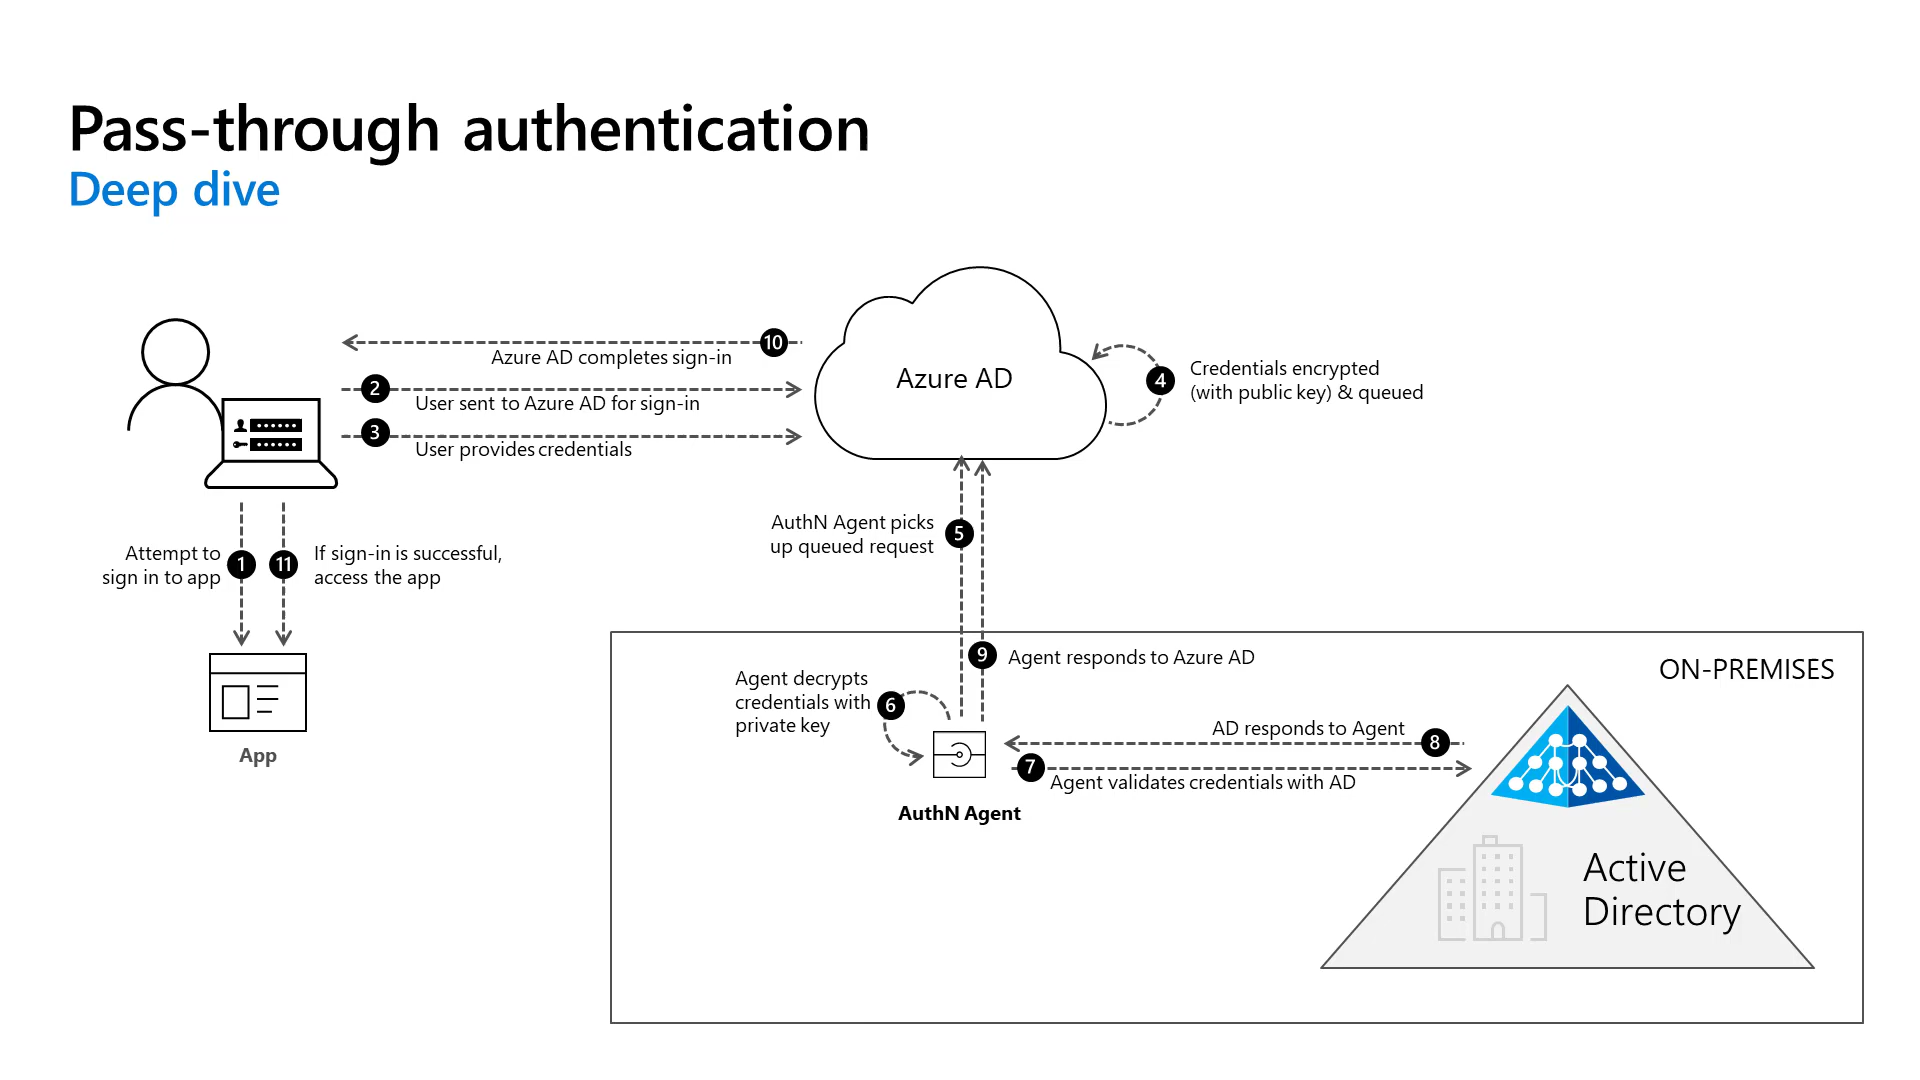 Pass-through authentication
Deep dive
10
Azure AD completes sign-in
2
User sent to Azure AD for sign-in
3
User provides credentials
Azure AD
4
Credentials encrypted
(with public key) & queued
Attempt to
sign in to app
1
11
If sign-in is successful,
access the app
App
AuthN Agent picks
up queued request
5
9
Agent responds to Azure AD
ON-PREMISES
Agent decrypts
credentials with
private key
6
AD responds to Agent
8
7
Agent validates credentials with AD
AuthN Agent
Active
Directory